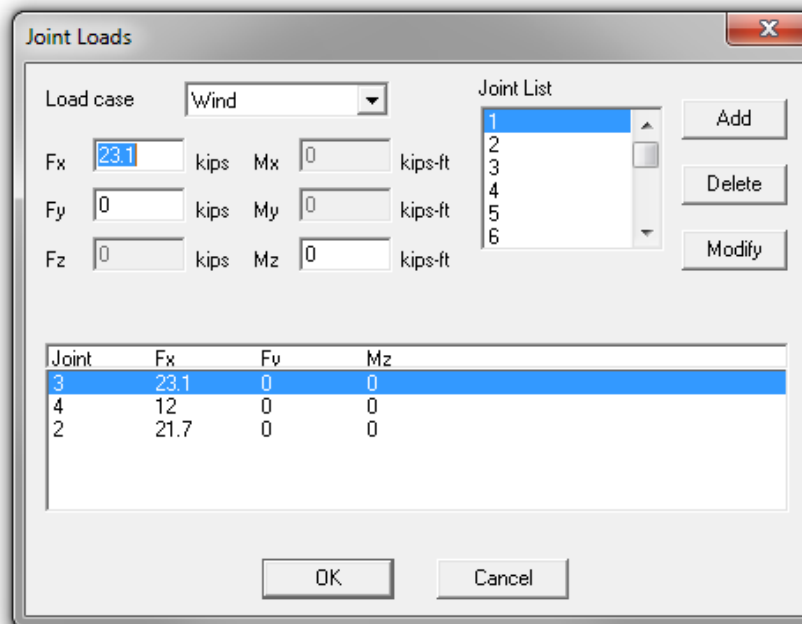 Joint Loads
Load case Wind
Joint List
Fx 23.1 kips Mx 0 kips-ft
Fy 0 kips My 0 kips-ft
Fz 0 kips Mz 0 kips-ft
1
2
3
4
5
6
Add
Delete
Modify
Joint Fx Fy Mz
3 23.1 0 0
4 12 0 0
2 21.7 0 0
OK Cancel